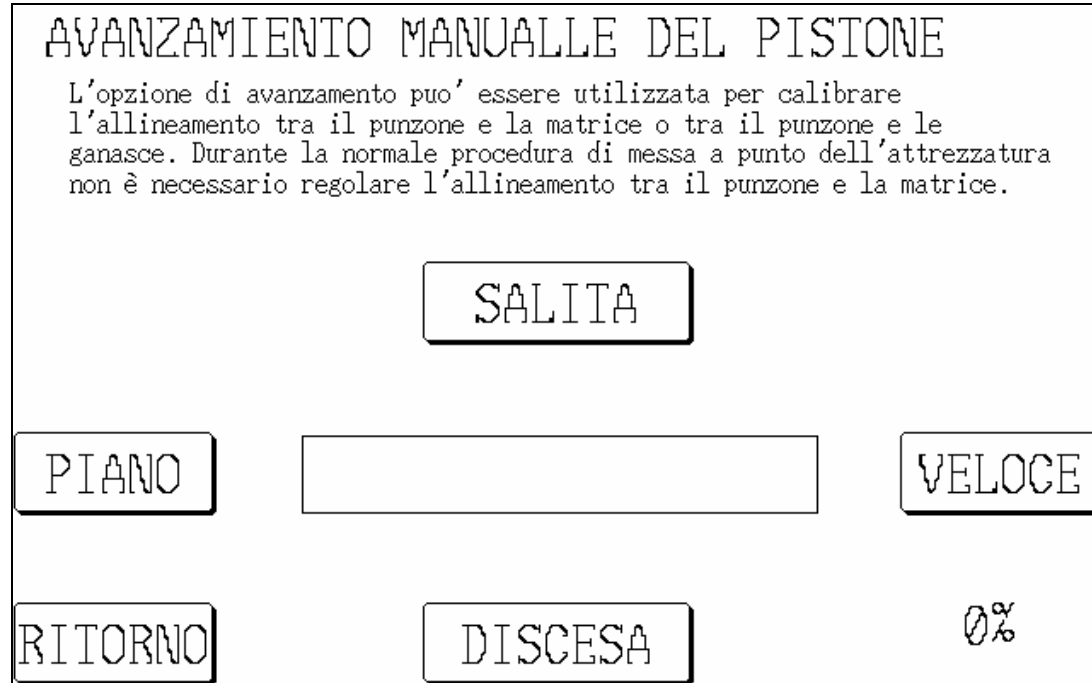 AVANZAMIENTO MANUALLE DEL PISTONE
L'opzione di avanzamento puo' essere utilizzata per calibrare
l'allineamento tra il punzone e la matrice o tra il punzone e le
ganasce. Durante la normale procedura di messa a punto dell'attrezzatura
non è necessario regolare l'allineamento tra il punzone e la matrice.
SALITA
PIANO
VELOCE
RITORNO
DISCESA
0%